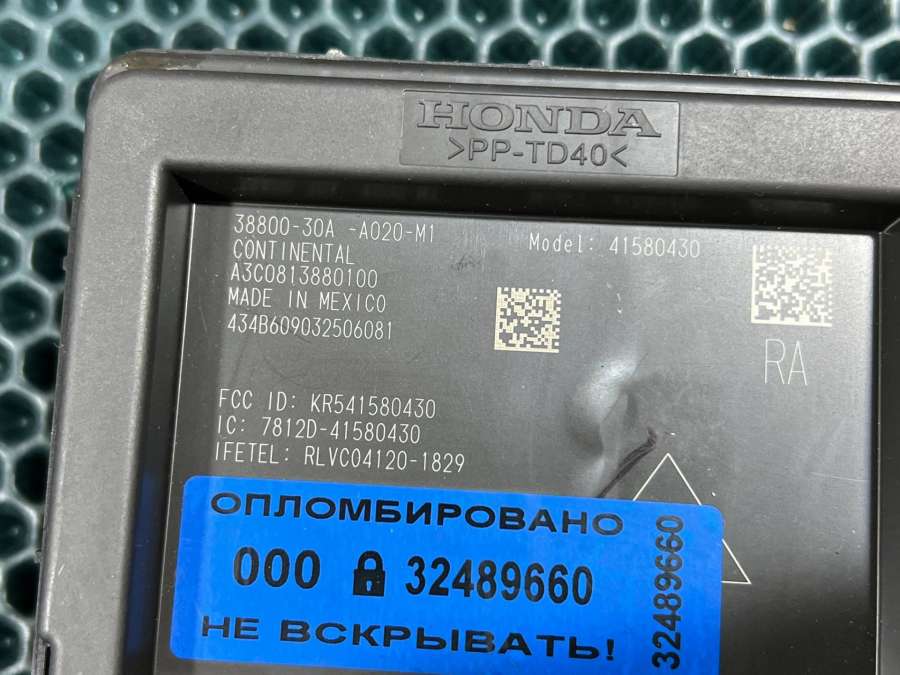 HONDA
>PP-TD40<
38800-30A -A020-M1
CONTINENTAL
A3C0813880100
MADE IN MEXICO
434B609032506081
Model: 41580430
RA
FCC ID: KR541580430
IC: 7812D-41580430
IFETEL: RLVC04120-1829
ОПЛОМБИРОВАНО
ООО 32489660
НЕ ВСКРЫВАТЬ!
32489660